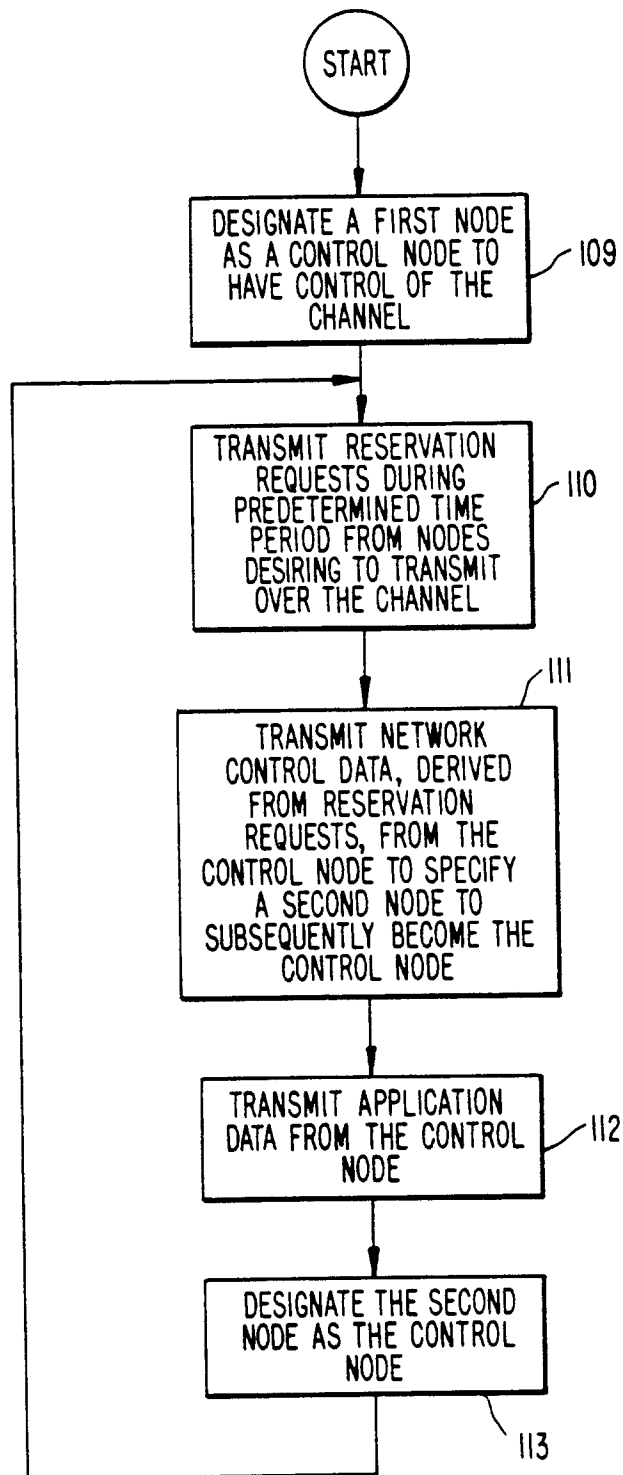 START
DESIGNATE A FIRST NODE
AS A CONTROL NODE TO
HAVE CONTROL OF THE
CHANNEL
109
TRANSMIT RESERVATION
REQUESTS DURING
PREDETERMINED TIME
PERIOD FROM NODES
DESIRING TO TRANSMIT
OVER THE CHANNEL
110
111
TRANSMIT NETWORK
CONTROL DATA, DERIVED
FROM RESERVATION
REQUESTS, FROM THE
CONTROL NODE TO SPECIFY
A SECOND NODE TO
SUBSEQUENTLY BECOME THE
CONTROL NODE
TRANSMIT APPLICATION
DATA FROM THE CONTROL
NODE
112
DESIGNATE THE SECOND
NODE AS THE CONTROL
NODE
113